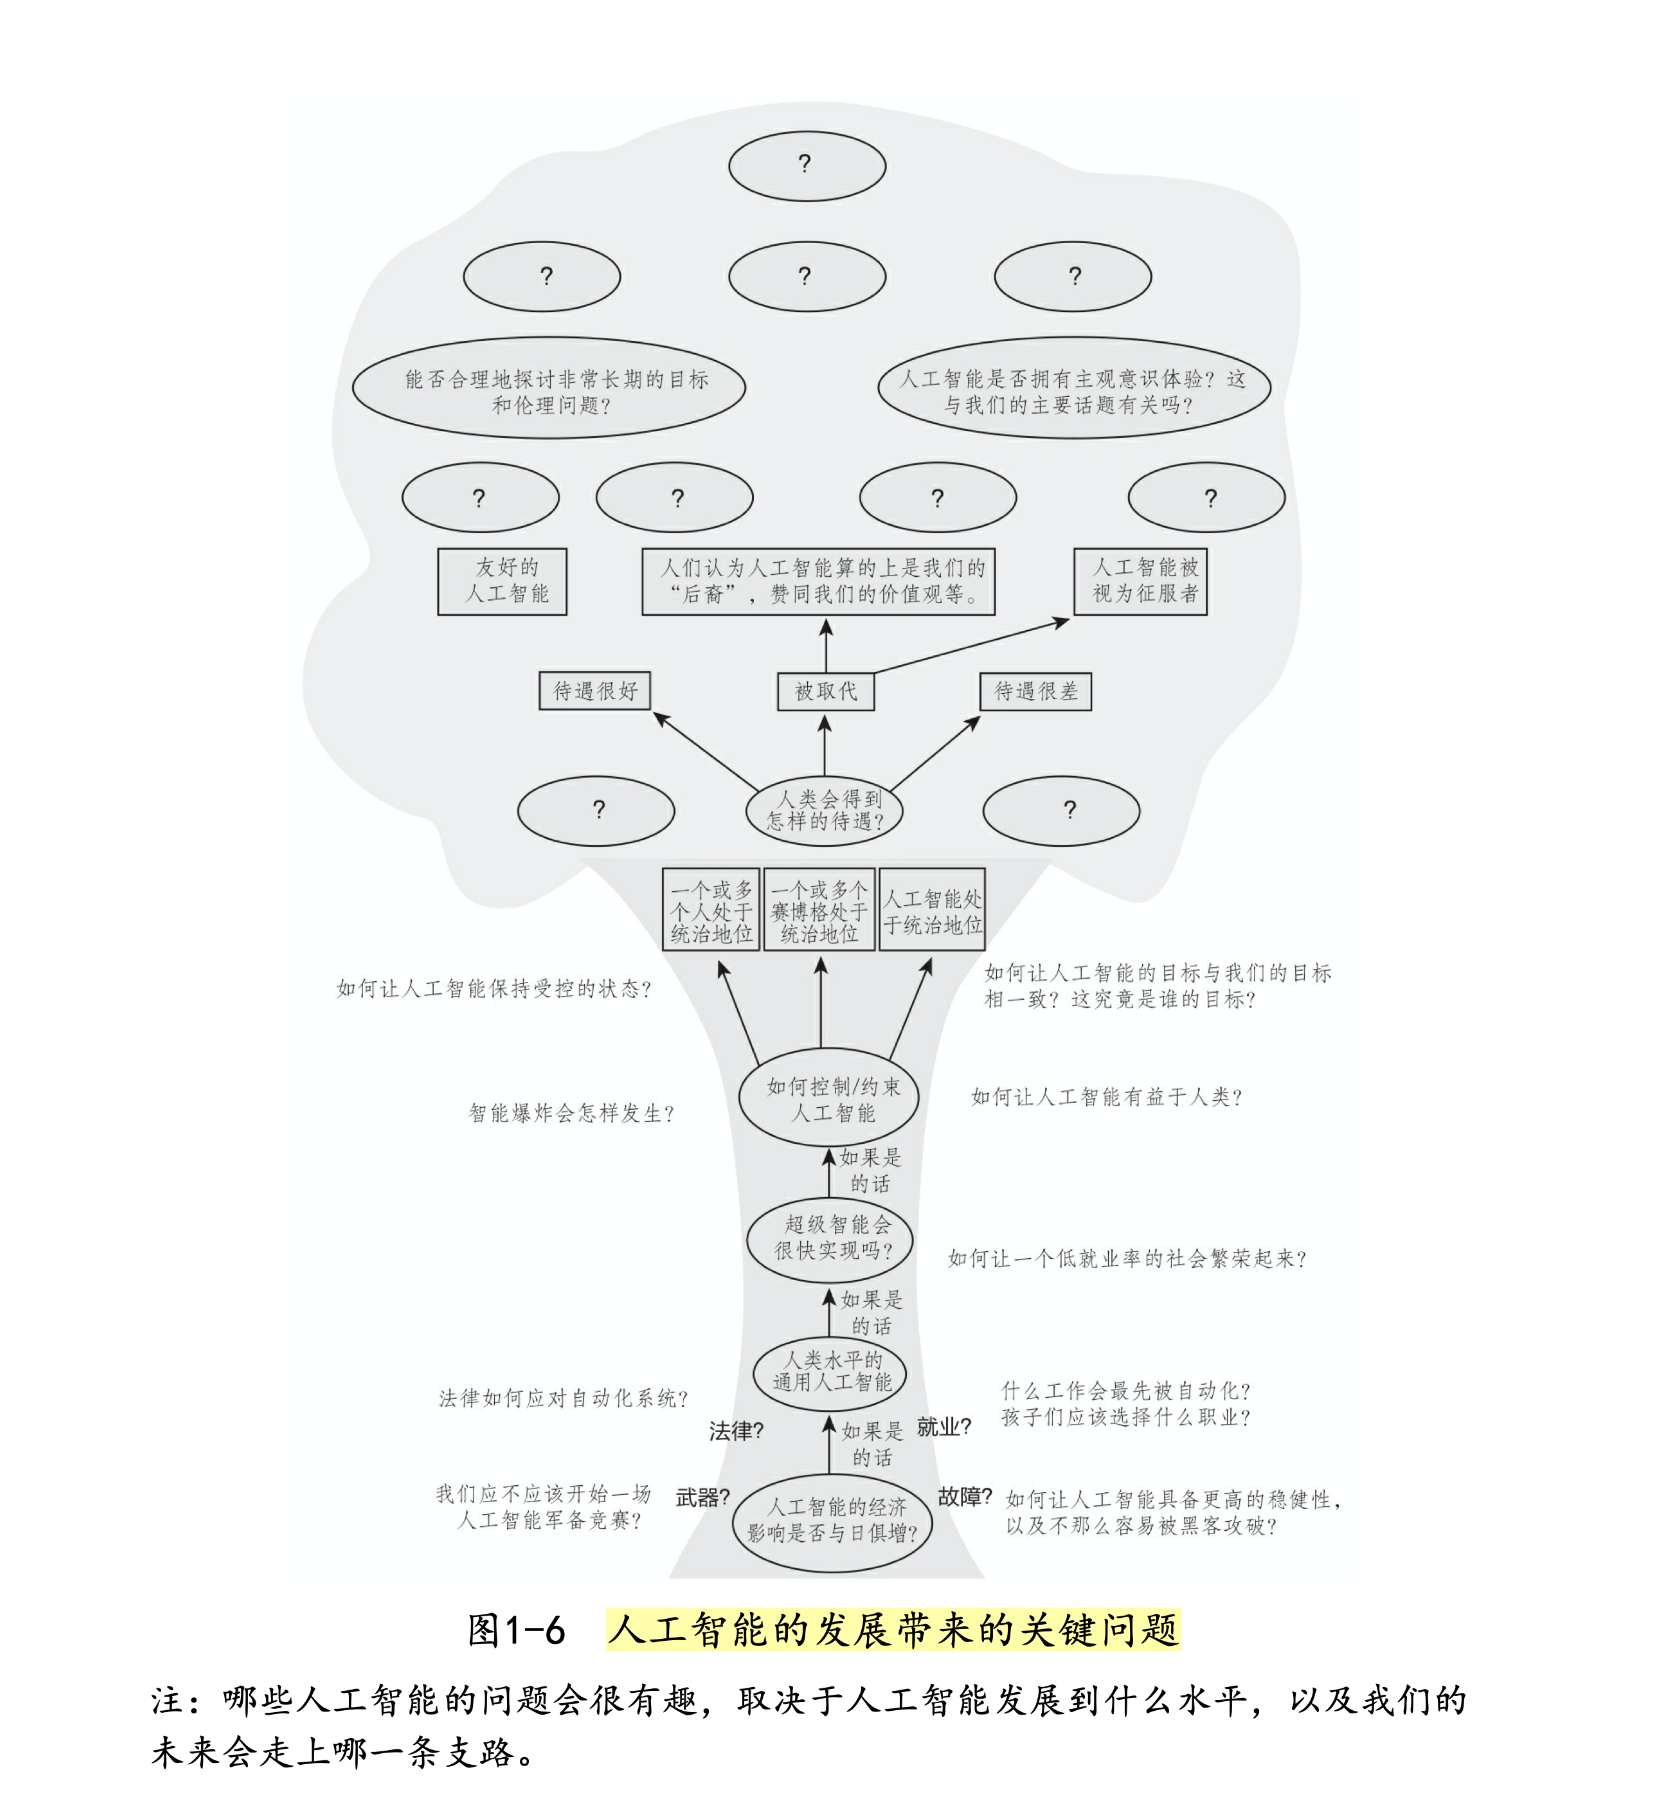 ?
?
?
?
能否合理地探讨非常长期的目标
和伦理问题?
人工智能是否拥有主观意识体验?这
与我们的主要话题有关吗?
?
?
?
?
友好的
人工智能
人们认为人工智能算的上是我们的
“后裔”,赞同我们的价值观等。
人工智能被
视为征服者
待遇很好
被取代
待遇很差
?
人类会得到
怎样的待遇?
?
一个或多
个人处于
统治地位
一个或多个
赛博格处于
统治地位
人工智能处
于统治地位
如何让人工智能保持受控的状态?
如何让人工智能的目标与我们的目标
相一致?这究竟是谁的目标?
如何控制/约束
人工智能
智能爆炸会怎样发生?
如何让人工智能有益于人类?
如果是
的话
超级智能会
很快实现吗?
如何让一个低就业率的社会繁荣起来?
如果是
的话
人类水平的
通用人工智能
法律如何应对自动化系统?
什么工作会最先被自动化?
孩子们应该选择什么职业?
法律?
如果是
的话
就业?
我们应不应该开始一场
人工智能军备竞赛?
武器?
人工智能的经济
影响是否与日俱增?
故障?
如何让人工智能具备更高的稳健性,
以及不那么容易被黑客攻破?
图1-6 人工智能的发展带来的关键问题
注:哪些人工智能的问题会很有趣,取决于人工智能发展到什么水平,以及我们的
未来会走上哪一条支路。